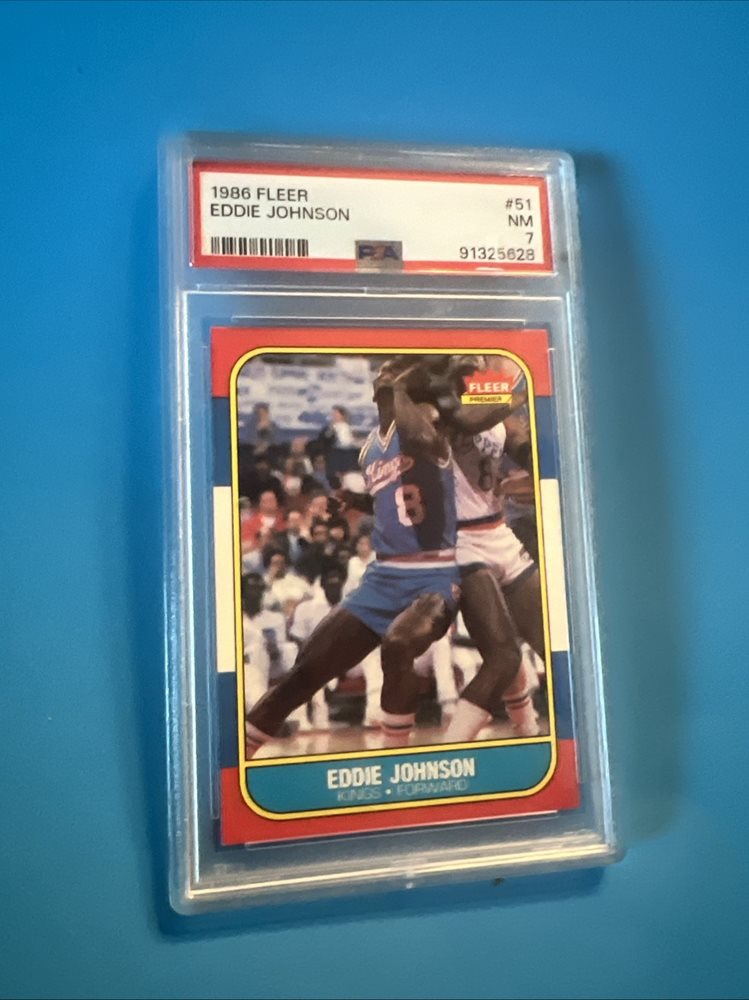 1986 FLEER
#51
EDDIE JOHNSON
NM
7
PSA
91325628
FLEER
PREMIER
Kings
8
EDDIE JOHNSON
KINGS • FORWARD